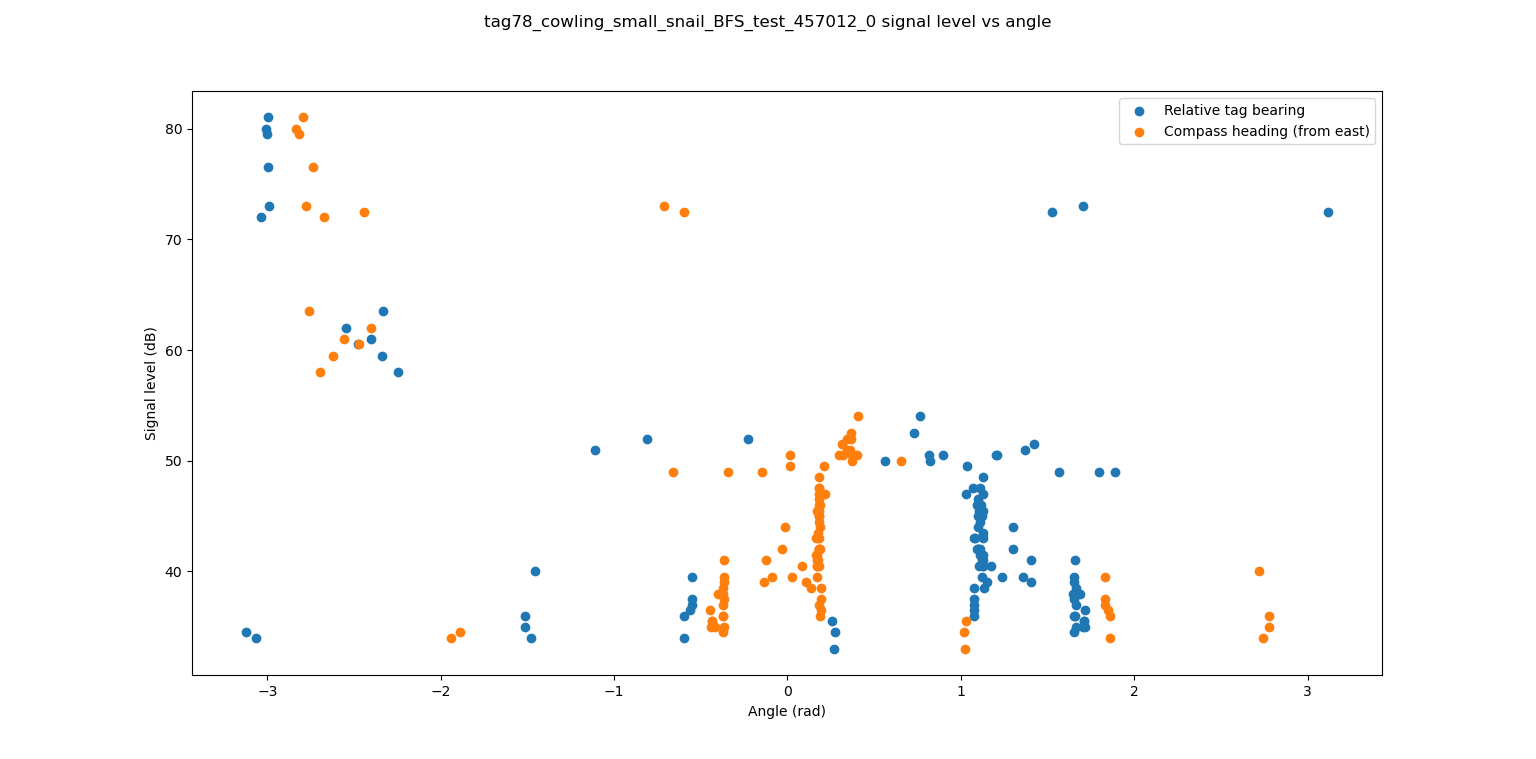 tag78_cowling_small_snail_BFS_test_457012_0 signal level vs angle
Relative tag bearing
Compass heading (from east)
Signal level (dB)
80
70
60
50
40
−3
−2
−1
0
1
2
3
Angle (rad)